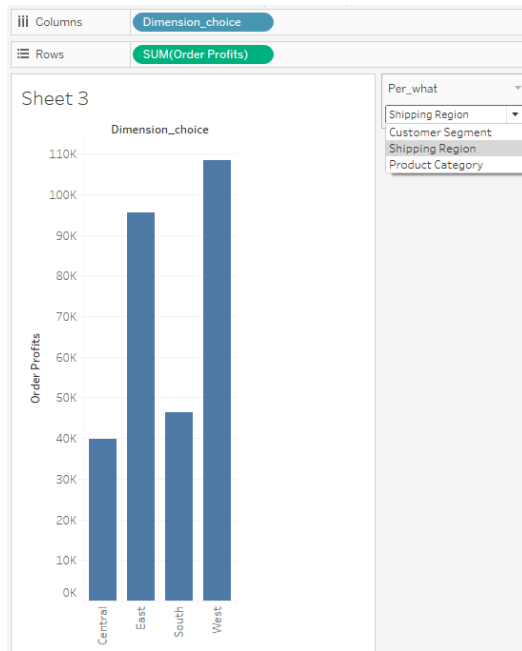 Columns
Dimension_choice
Rows
SUM(Order Profits)
Sheet 3
Dimension_choice
110K
100K
90K
80K
70K
60K
50K
40K
30K
20K
10K
0K
Order Profits
Central
East
South
West
Per_what
Shipping Region
Customer Segment
Shipping Region
Product Category